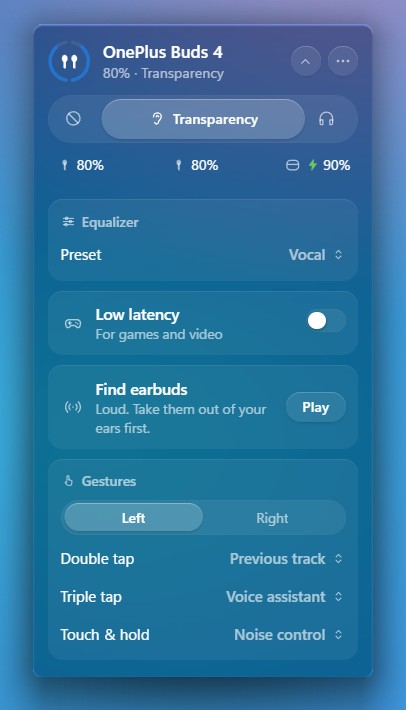 OnePlus Buds 4
80% · Transparency
Transparency
80%
80%
90%
Equalizer
Preset
Vocal
Low latency
For games and video
Find earbuds
Loud. Take them out of your
ears first.
Play
Gestures
Left
Right
Double tap
Previous track
Triple tap
Voice assistant
Touch & hold
Noise control